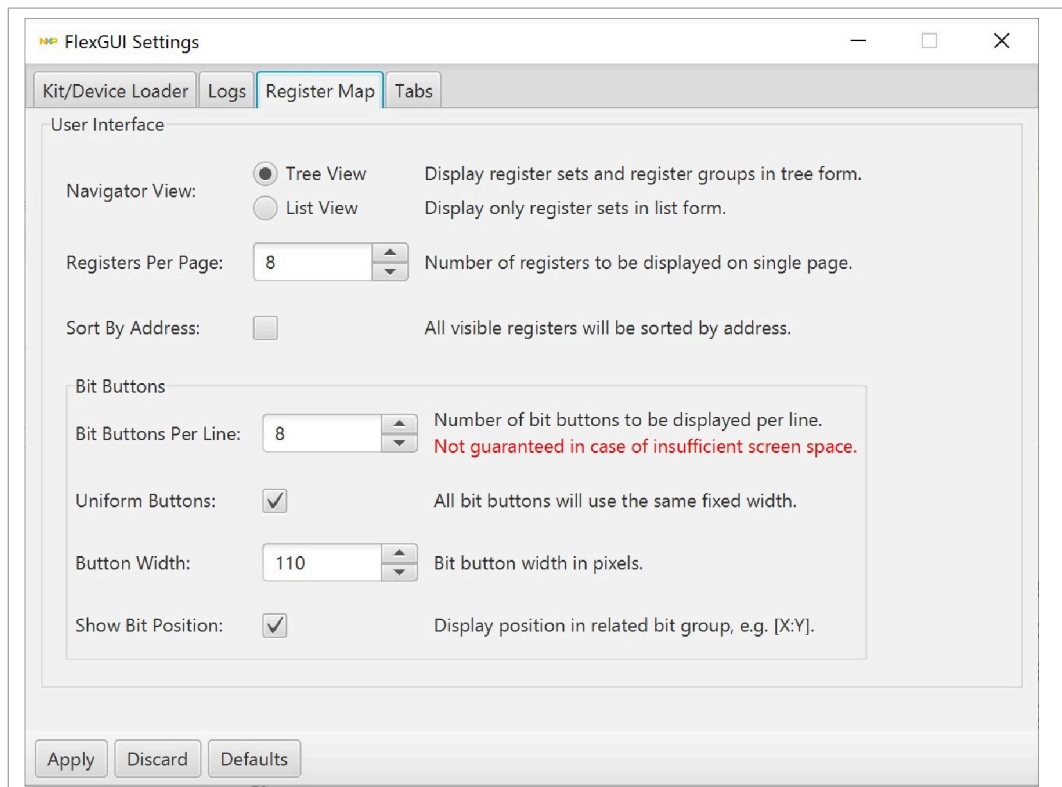 NXP FlexGUI Settings
Kit/Device Loader Logs Register Map Tabs
User Interface
Navigator View:
Tree View Display register sets and register groups in tree form.
List View Display only register sets in list form.
Registers Per Page: 8 Number of registers to be displayed on single page.
Sort By Address: All visible registers will be sorted by address.
Bit Buttons
Bit Buttons Per Line: 8 Number of bit buttons to be displayed per line.
Not guaranteed in case of insufficient screen space.
Uniform Buttons: All bit buttons will use the same fixed width.
Button Width: 110 Bit button width in pixels.
Show Bit Position: Display position in related bit group, e.g. [X:Y].
Apply Discard Defaults